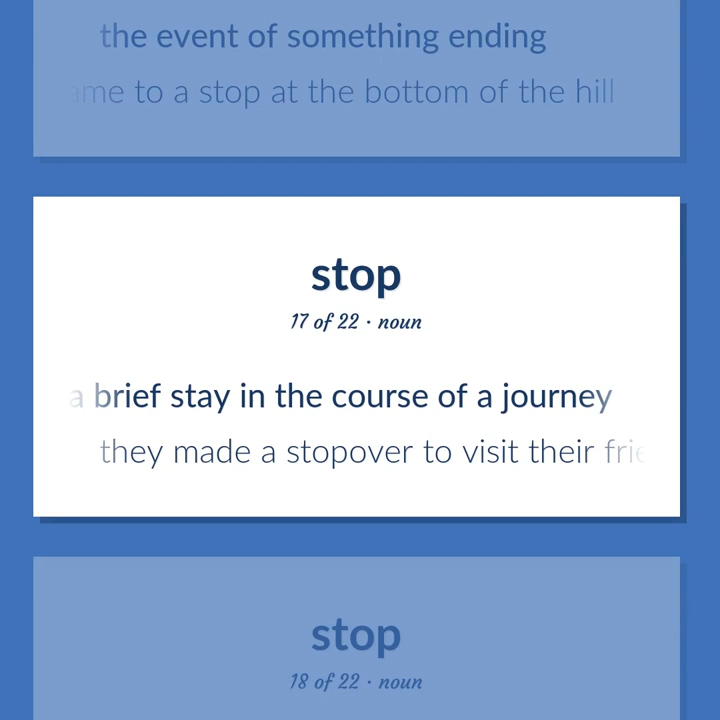 the event of something ending
to a stop at the bottom of the hill
stop
17 of 22 · noun
a brief stay in the course of a journey
they made a stopover to visit their
stop
18 of 22 · noun